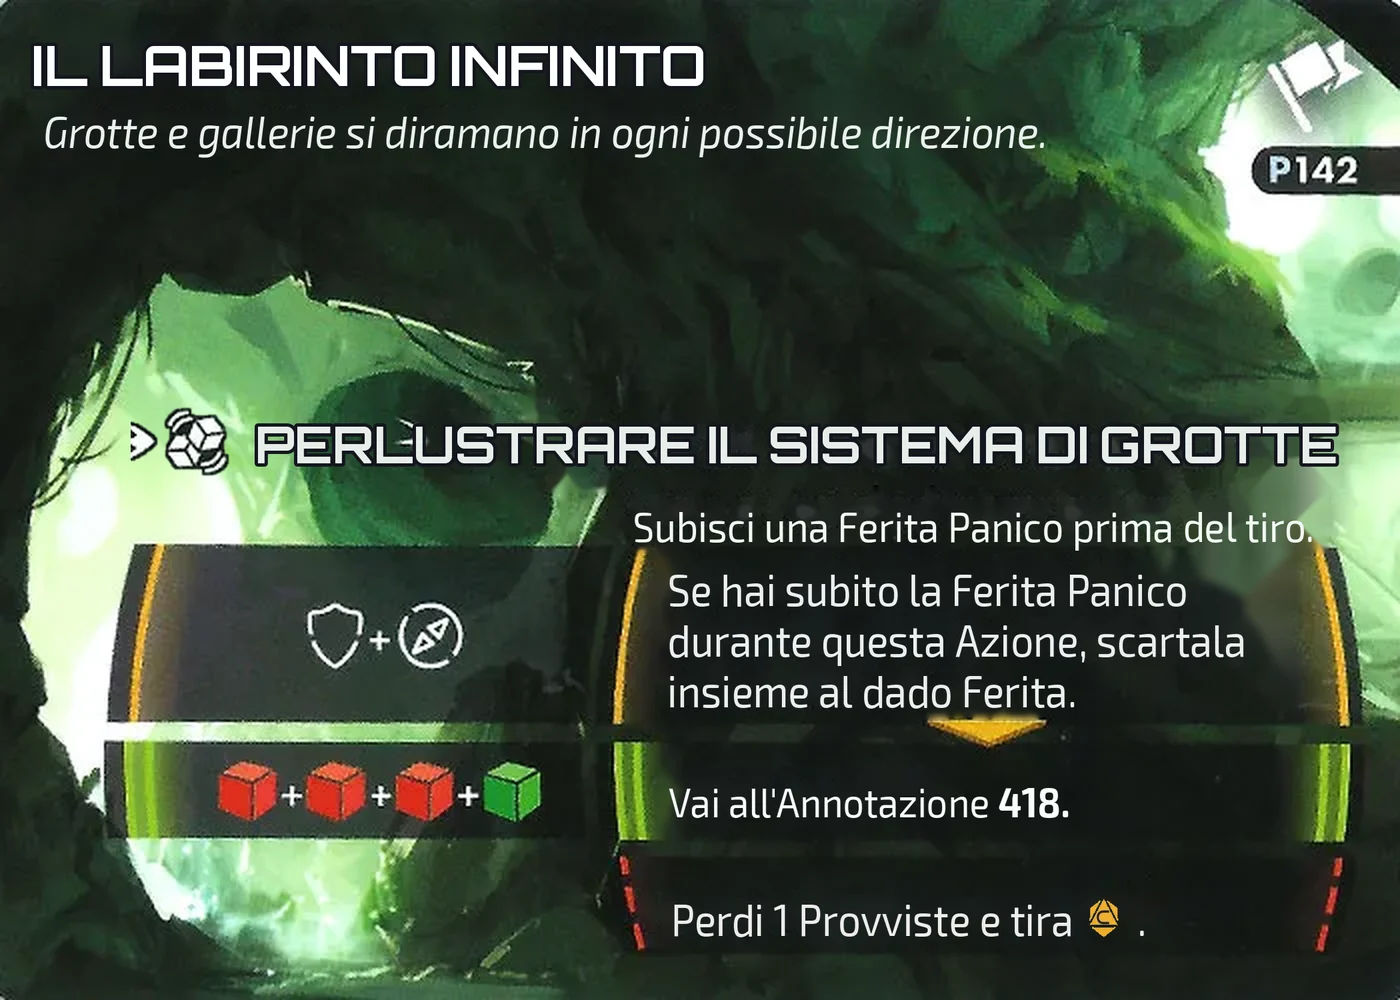 IL LABIRINTO INFINITO
Grotte e gallerie si diramano in ogni possibile direzione.
P142
PERLUSTRARE IL SISTEMA DI GROTTE
Subisci una Ferita Panico prima del tiro.
Se hai subito la Ferita Panico
durante questa Azione, scartala
insieme al dado Ferita.
+
+ + +
Vai all'Annotazione 418.
Perdi 1 Provviste e tira C .